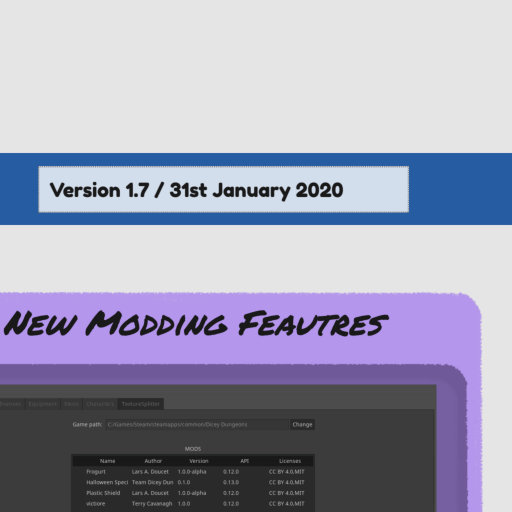 Version 1.7 / 31st January 2020
New Modding Feautres
Enemies Equipment Items Characters TextureSplitter
Game path: C:/Games/Steam/steamapps/common/Dicey Dungeons Change
MODS
Name Author Version API Licenses
Frogurt Lars A. Doucet 1.0.0-alpha 0.12.0 CC BY 4.0,MIT
Halloween Speci Team Dicey Dun 0.1.0 0.13.0 CC BY 4.0,MIT
Plastic Shield Lars A. Doucet 1.0.0-alpha 0.12.0 CC BY 4.0,MIT
victiore Terry Cavanagh 1.0.0 0.12.0 CC BY 4.0,MIT